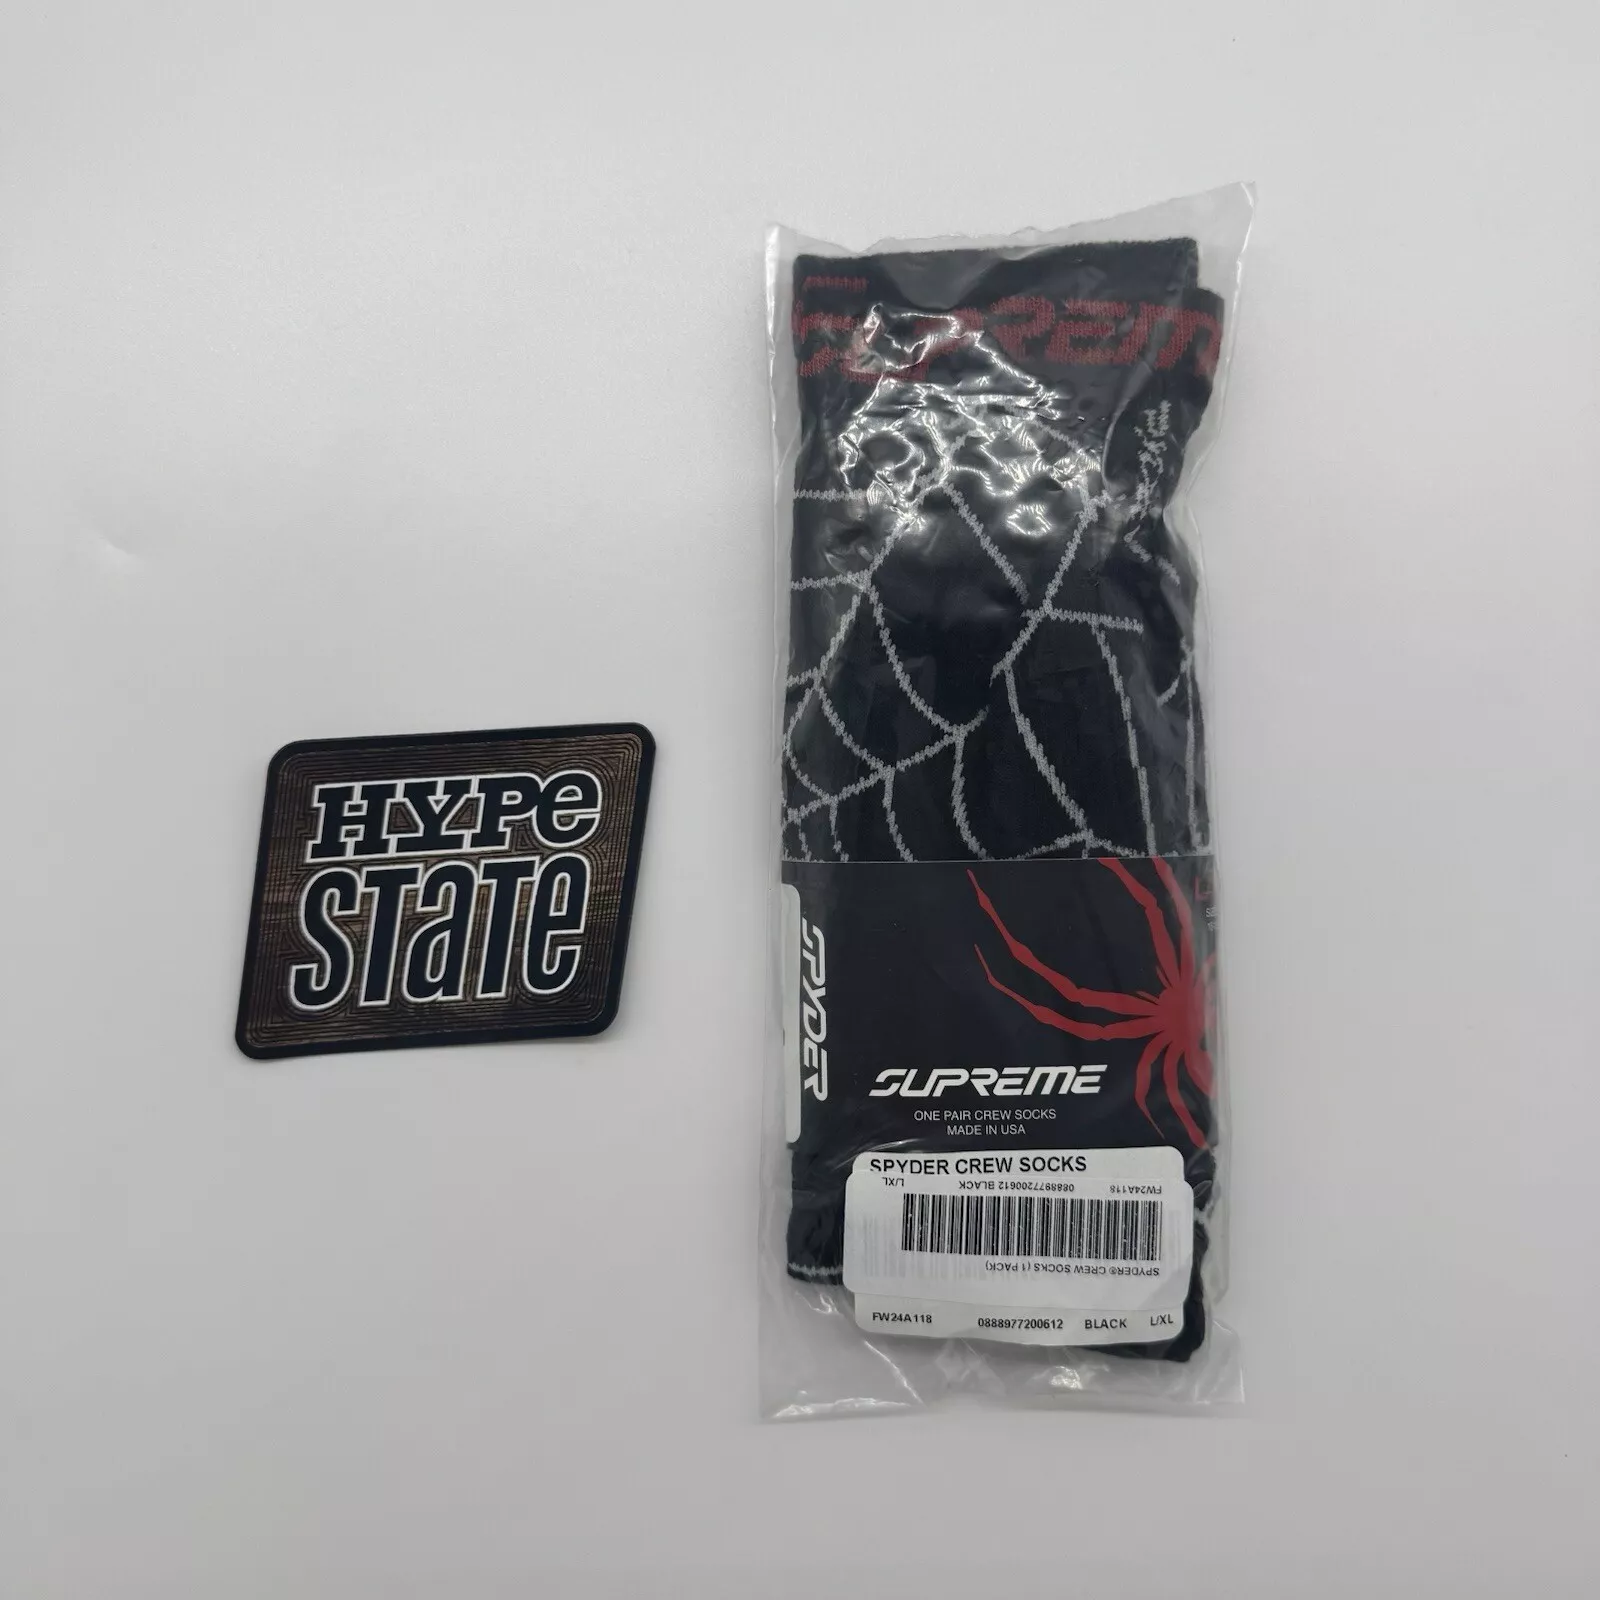 HYPE
STATE
SUPREM
SPYDER
SUPREME
ONE PAIR CREW SOCKS
MADE IN USA
SPYDER CREW SOCKS
FW24A118 0888977200612 BLACK L/XL
SPYDER® CREW SOCKS (1 PACK)
FW24A118 0888977200612 BLACK L/XL